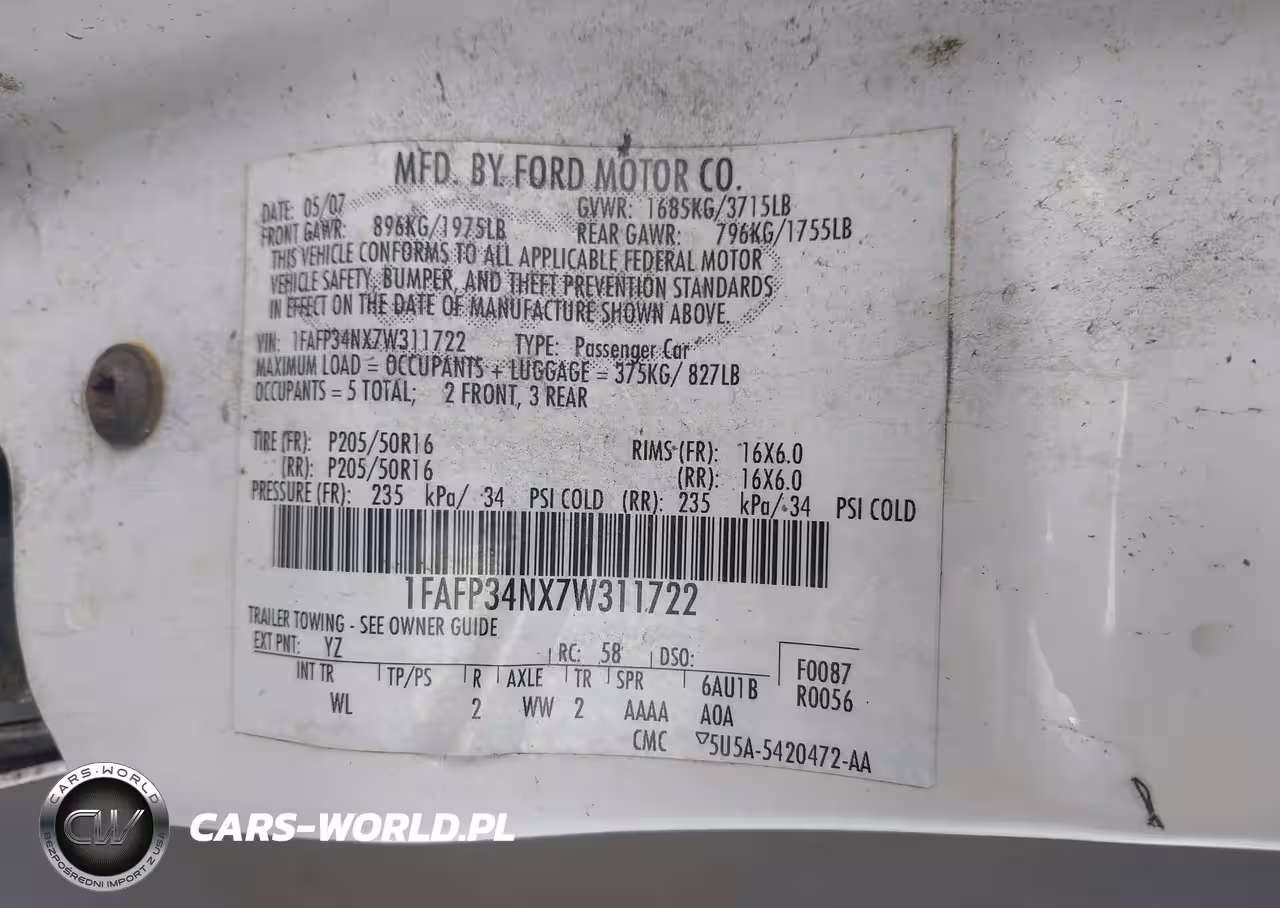 MFD. BY FORD MOTOR CO.
DATE: 05/07 GVWR: 1685KG/3715LB
FRONT GAWR: 896KG/1975LB REAR GAWR: 796KG/1755LB
THIS VEHICLE CONFORMS TO ALL APPLICABLE FEDERAL MOTOR
VEHICLE SAFETY, BUMPER, AND THEFT PREVENTION STANDARDS
IN EFFECT ON THE DATE OF MANUFACTURE SHOWN ABOVE.
VIN: 1FAFP34NX7W311722 TYPE: Passenger Car
MAXIMUM LOAD = OCCUPANTS + LUGGAGE = 375KG/ 827LB
OCCUPANTS = 5 TOTAL; 2 FRONT, 3 REAR
TIRE (FR): P205/50R16 RIMS (FR): 16X6.0
(RR): P205/50R16 (RR): 16X6.0
PRESSURE (FR): 235 kPa/ 34 PSI COLD (RR): 235 kPa/ 34 PSI COLD
1FAFP34NX7W311722
TRAILER TOWING - SEE OWNER GUIDE
EXT PNT: YZ RC: 58 DSO: F0087
INT TR TP/PS R AXLE TR SPR 6AU1B R0056
WL 2 WW 2 AAAA A0A
CMC ▽5U5A-5420472-AA
CARS-WORLD
CW
BEZPOŚREDNI IMPORT Z USA
CARS-WORLD.PL